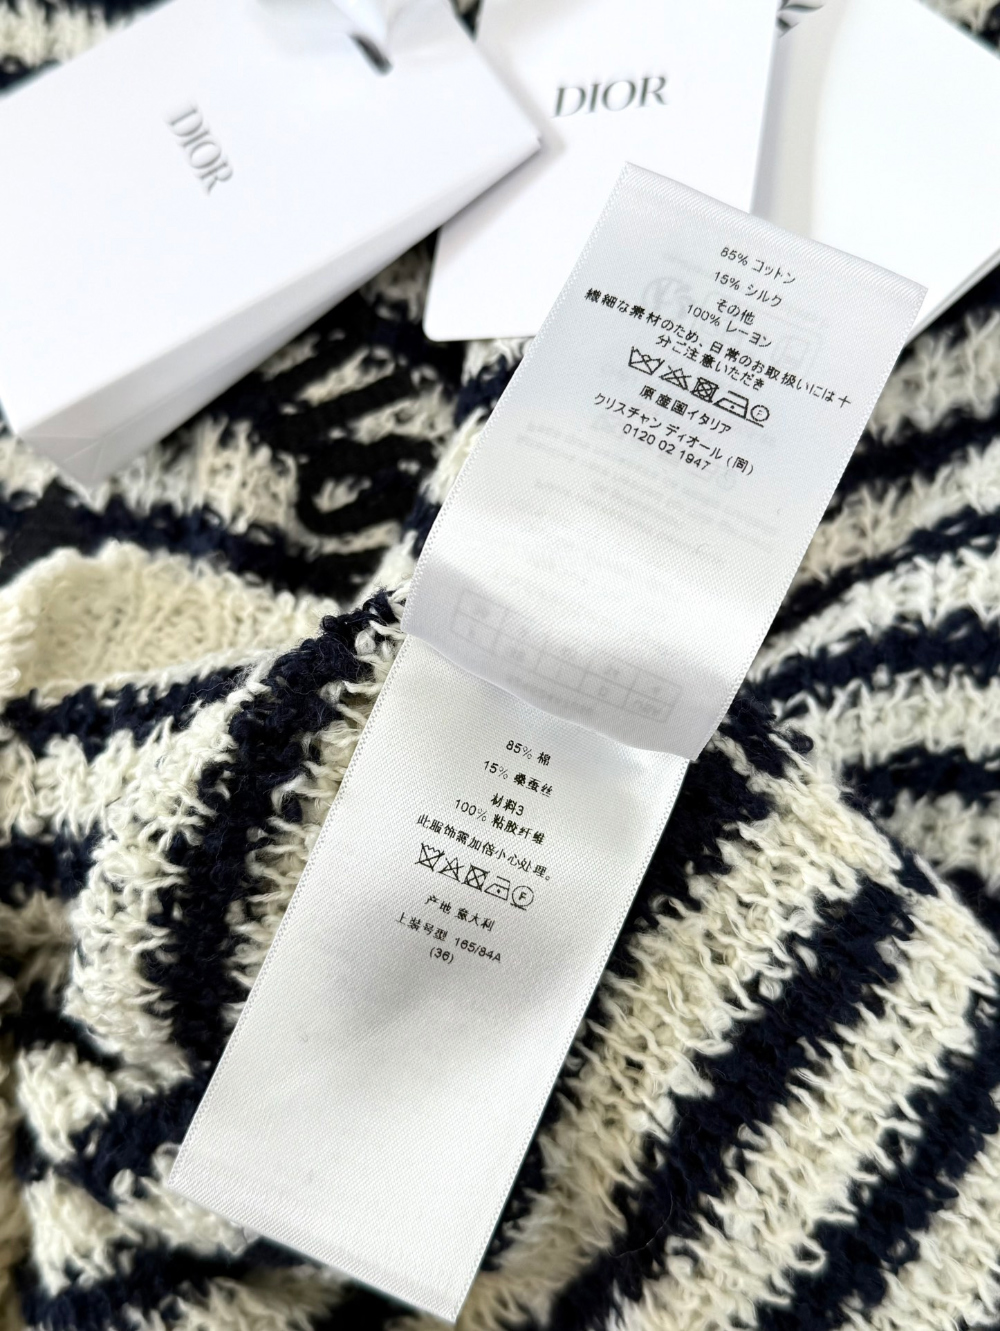 DIOR
DIOR
85% コットン
15% シルク
その他
100% レーヨン
繊細な素材のため、日常のお取扱いには十
分ご注意いただき
F
原産国イタリア
クリスチャン ディオール (同)
0120 02 1947
85% 棉
15% 桑蚕丝
材料3
100% 粘胶纤维
此服饰需加倍小心处理。
F
产地 意大利
上装号型 165/84A
(36)